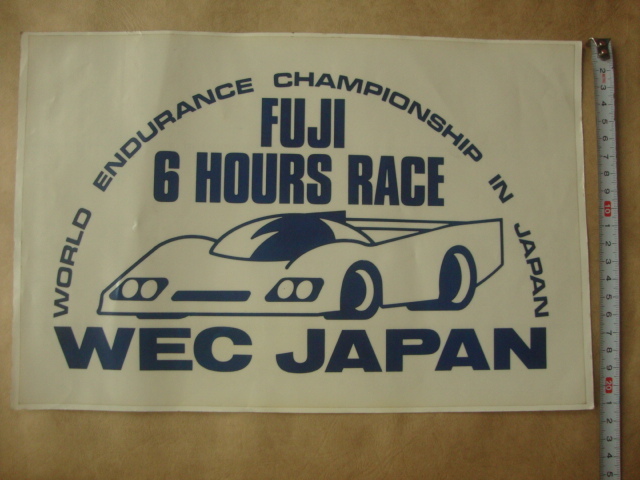 WORLD ENDURANCE CHAMPIONSHIP IN JAPAN
FUJI
6 HOURS RACE
WEC JAPAN